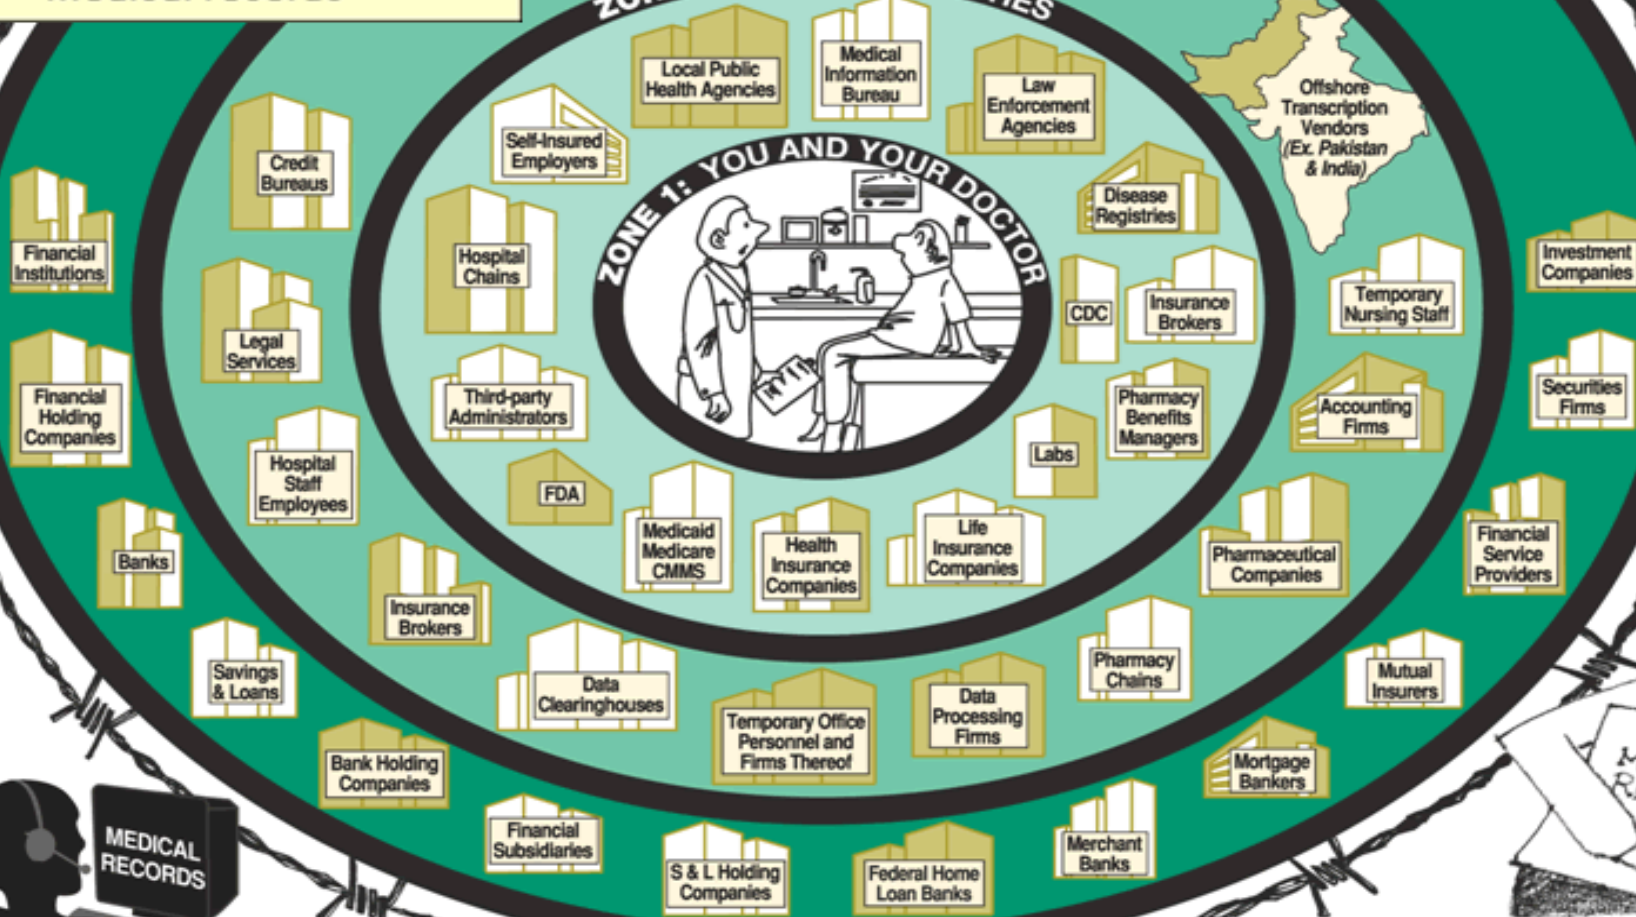 Local Public
Health Agencies
Medical
Information
Bureau
Law
Enforcement
Agencies
Offshore
Transcription
Vendors
(Ex. Pakistan
& India)
Self-Insured
Employers
Credit
Bureaus
ZONE 1: YOU AND YOUR DOCTOR
Disease
Registries
Financial
Institutions
Hospital
Chains
Investment
Companies
CDC
Insurance
Brokers
Temporary
Nursing Staff
Legal
Services
Financial
Holding
Companies
Third-party
Administrators
Pharmacy
Benefits
Managers
Accounting
Firms
Securities
Firms
Labs
Hospital
Staff
Employees
FDA
Medicaid
Medicare
CMMS
Health
Insurance
Companies
Life
Insurance
Companies
Pharmaceutical
Companies
Financial
Service
Providers
Banks
Insurance
Brokers
Savings
& Loans
Data
Clearinghouses
Temporary Office
Personnel and
Firms Thereof
Data
Processing
Firms
Pharmacy
Chains
Mutual
Insurers
Bank Holding
Companies
Mortgage
Bankers
Financial
Subsidiaries
S & L Holding
Companies
Federal Home
Loan Banks
Merchant
Banks
MEDICAL
RECORDS